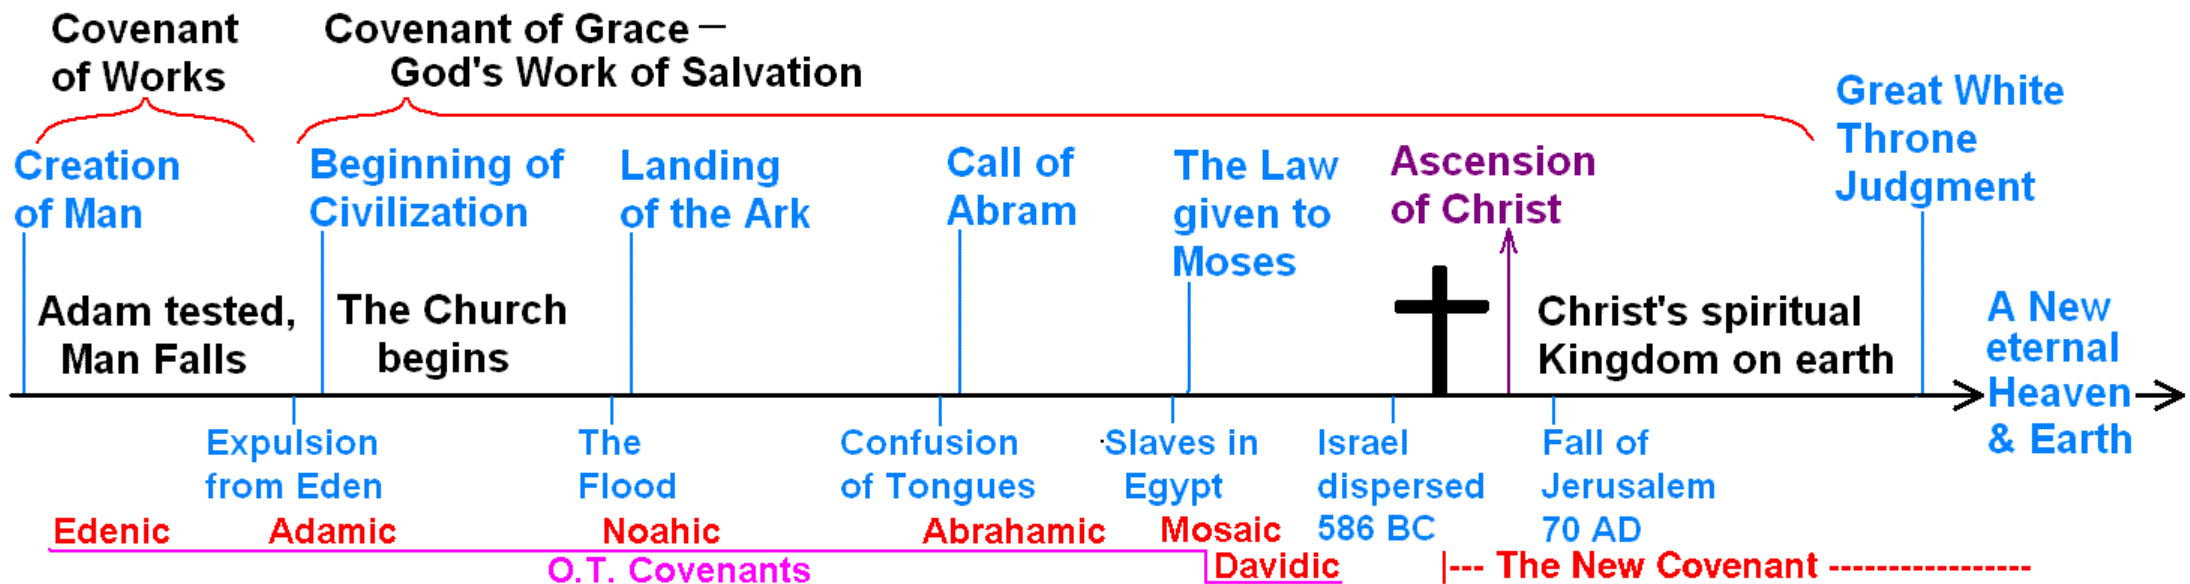 Covenant
of Works
Covenant of Grace —
God's Work of Salvation
Great White
Throne
Judgment
Creation
of Man
Beginning of
Civilization
Landing
of the Ark
Call of
Abram
The Law
given to
Moses
Ascension
of Christ
Adam tested,
Man Falls
The Church
begins
Christ's spiritual
Kingdom on earth
A New
eternal
Heaven
& Earth
Expulsion
from Eden
The
Flood
Confusion
of Tongues
Slaves in
Egypt
Israel
dispersed
586 BC
Fall of
Jerusalem
70 AD
Edenic
Adamic
Noahic
Abrahamic
Mosaic
O.T. Covenants
Davidic
|--- The New Covenant -----------------